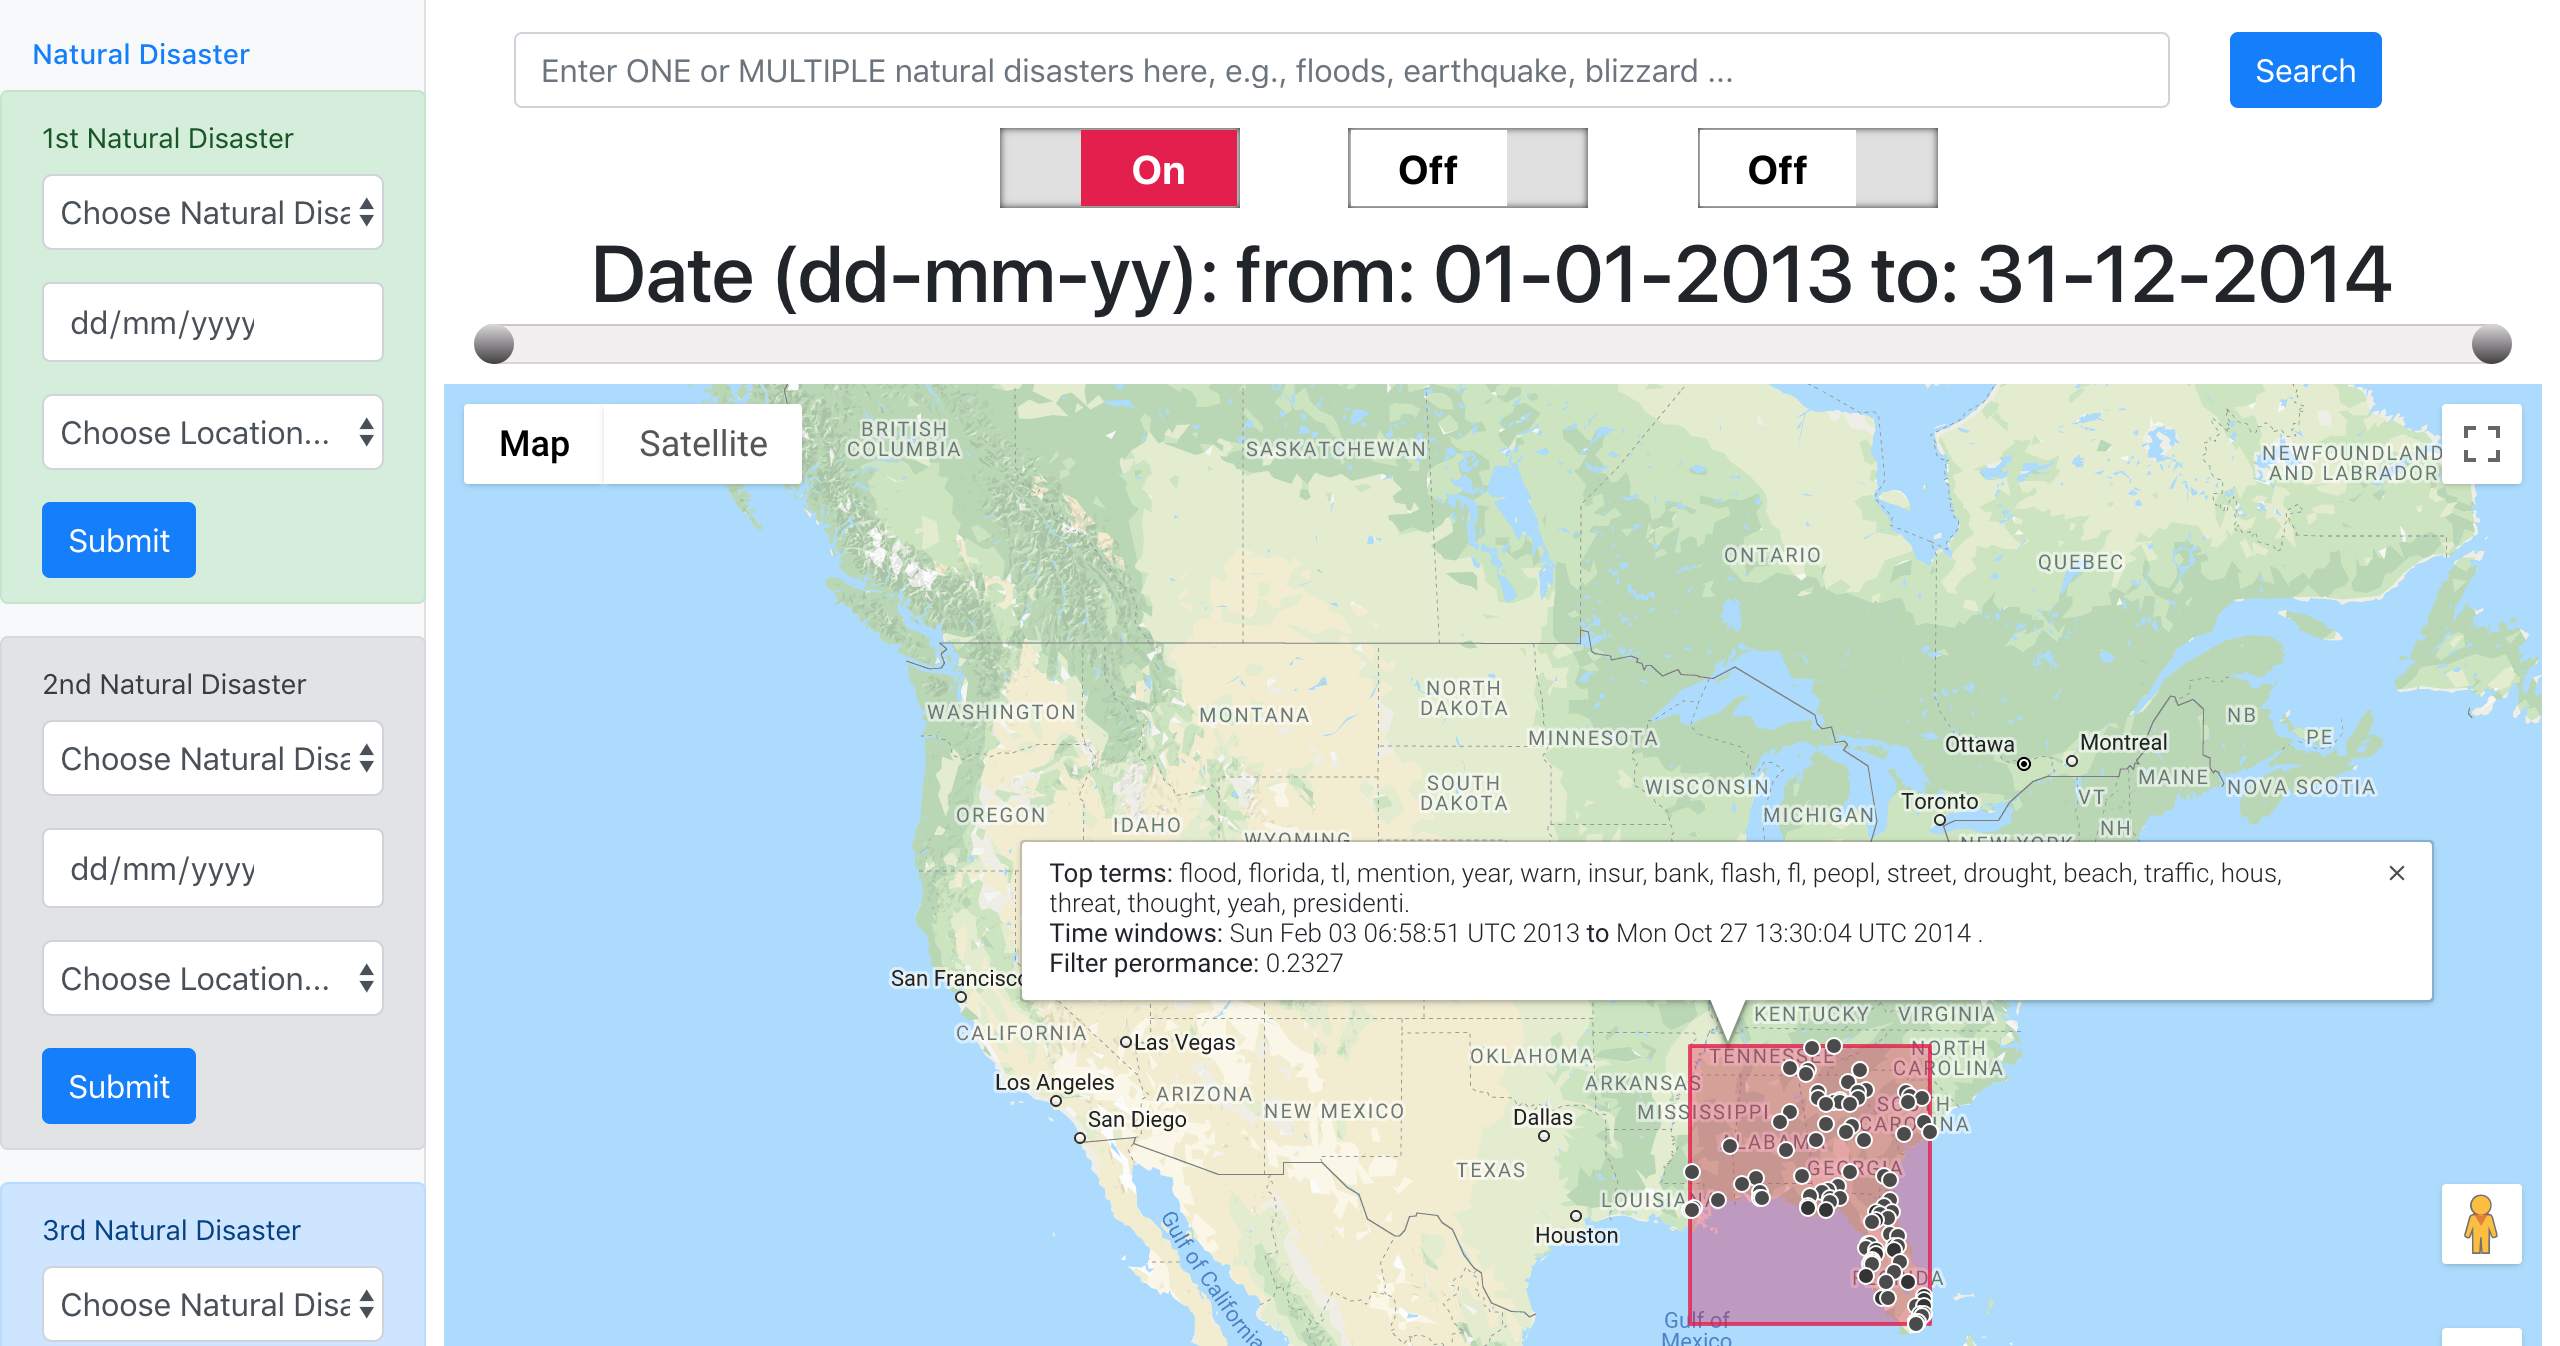 Natural Disaster
1st Natural Disaster
Choose Natural Disa
dd/mm/yyyy
Choose Location...
Submit
2nd Natural Disaster
Choose Natural Disa
dd/mm/yyyy
Choose Location...
Submit
3rd Natural Disaster
Choose Natural Disa
Enter ONE or MULTIPLE natural disasters here, e.g., floods, earthquake, blizzard ...
Search
On
Off
Off
Date (dd-mm-yy): from: 01-01-2013 to: 31-12-2014
Map
Satellite
BRITISH
COLUMBIA
SASKATCHEWAN
NEWFOUNDLAND
AND LABRADOR
ONTARIO
QUEBEC
WASHINGTON
MONTANA
NORTH
DAKOTA
MINNESOTA
Ottawa
Montreal
NB
PE
MAINE
NOVA SCOTIA
OREGON
IDAHO
WYOMING
SOUTH
DAKOTA
WISCONSIN
MICHIGAN
Toronto
VT
NH
NEW YORK
Top terms: flood, florida, tl, mention, year, warn, insur, bank, flash, fl, peopl, street, drought, beach, traffic, hous,
threat, thought, yeah, presidenti.
Time windows: Sun Feb 03 06:58:51 UTC 2013 to Mon Oct 27 13:30:04 UTC 2014 .
Filter perormance: 0.2327
San Francisco
CALIFORNIA
Las Vegas
Los Angeles
San Diego
ARIZONA
NEW MEXICO
OKLAHOMA
ARKANSAS
KENTUCKY
VIRGINIA
TENNESSEE
NORTH
CAROLINA
MISSISSIPPI
SOUTH
CAROLINA
ALABAMA
GEORGIA
Dallas
TEXAS
LOUISIANA
Houston
FLORIDA
Gulf of California
Gulf of
Mexico